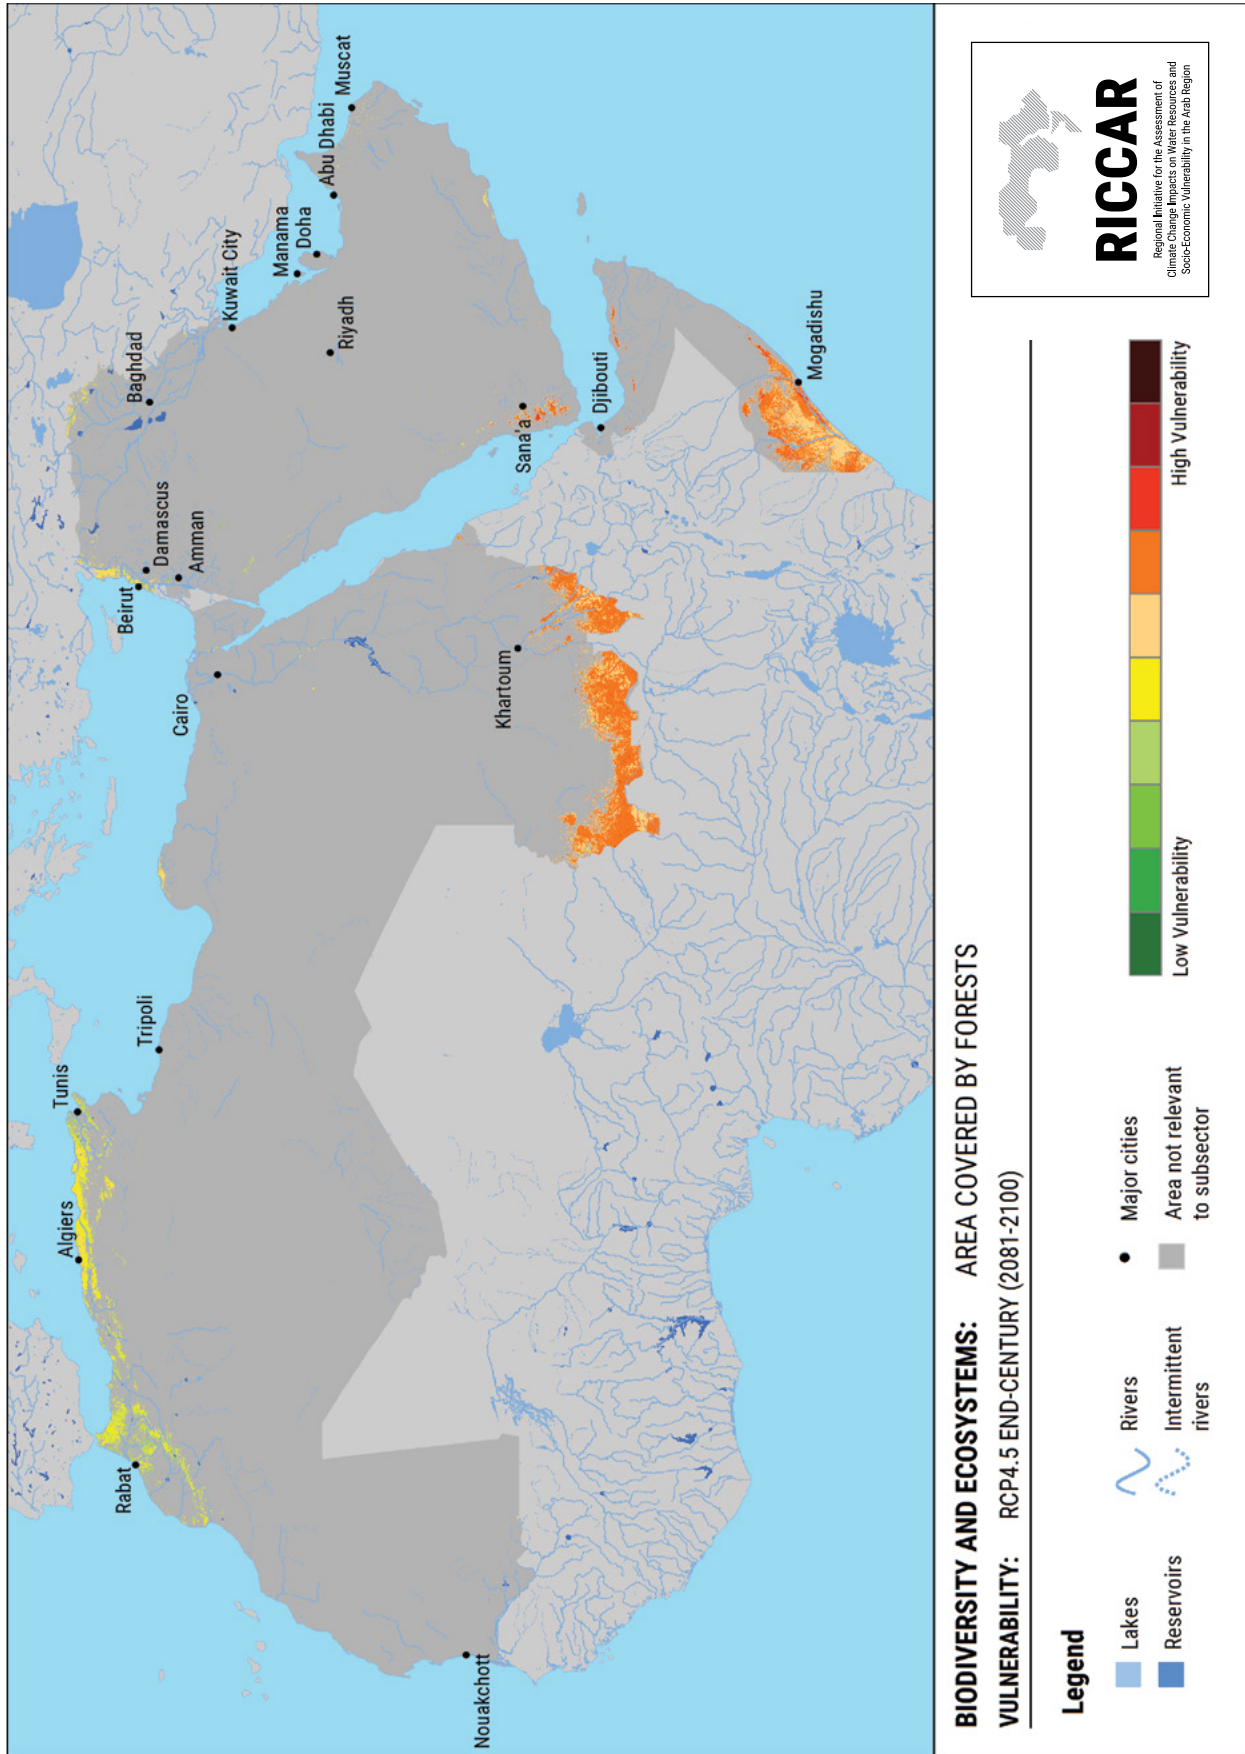 Rabat
Algiers
Tunis
Tripoli
Nouakchott
Cairo
Beirut
Damascus
Amman
Baghdad
Kuwait City
Manama
Doha
Abu Dhabi
Muscat
Riyadh
Sana'a
Khartoum
Djibouti
Mogadishu
BIODIVERSITY AND ECOSYSTEMS: AREA COVERED BY FORESTS
VULNERABILITY: RCP4.5 END-CENTURY (2081-2100)
Legend
Lakes
Reservoirs
Rivers
Intermittent
rivers
Major cities
Area not relevant
to subsector
Low Vulnerability
High Vulnerability
RICCAR
Regional Initiative for the Assessment of
Climate Change Impacts on Water Resources and
Socio-Economic Vulnerability in the Arab Region